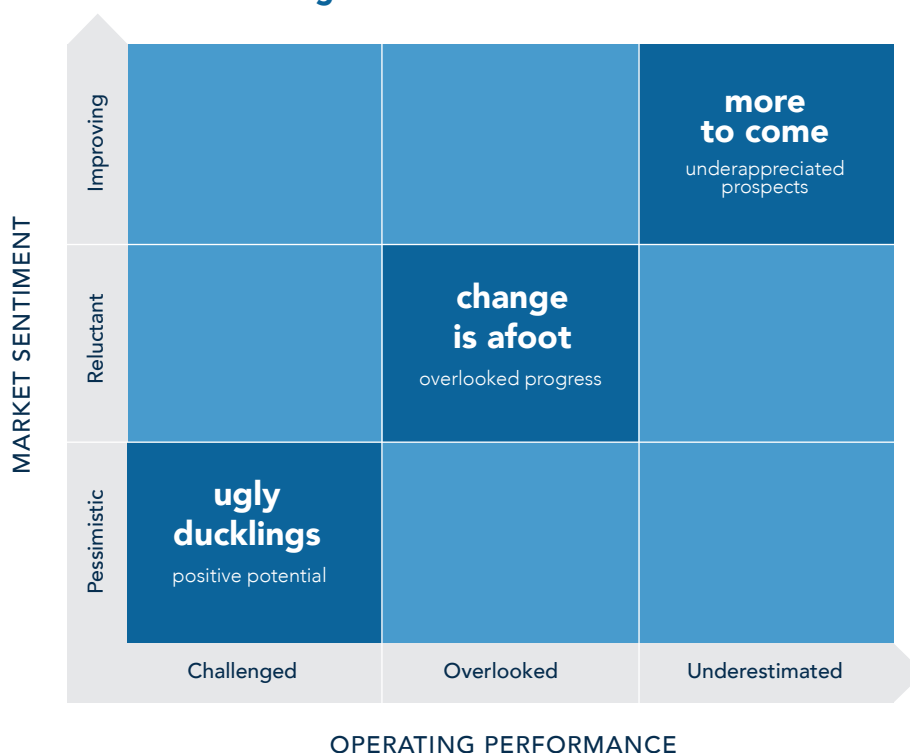 MARKET SENTIMENT
Improving
more
to come
underappreciated
prospects
Reluctant
change
is afoot
overlooked progress
Pessimistic
ugly
ducklings
positive potential
Challenged
Overlooked
Underestimated
OPERATING PERFORMANCE